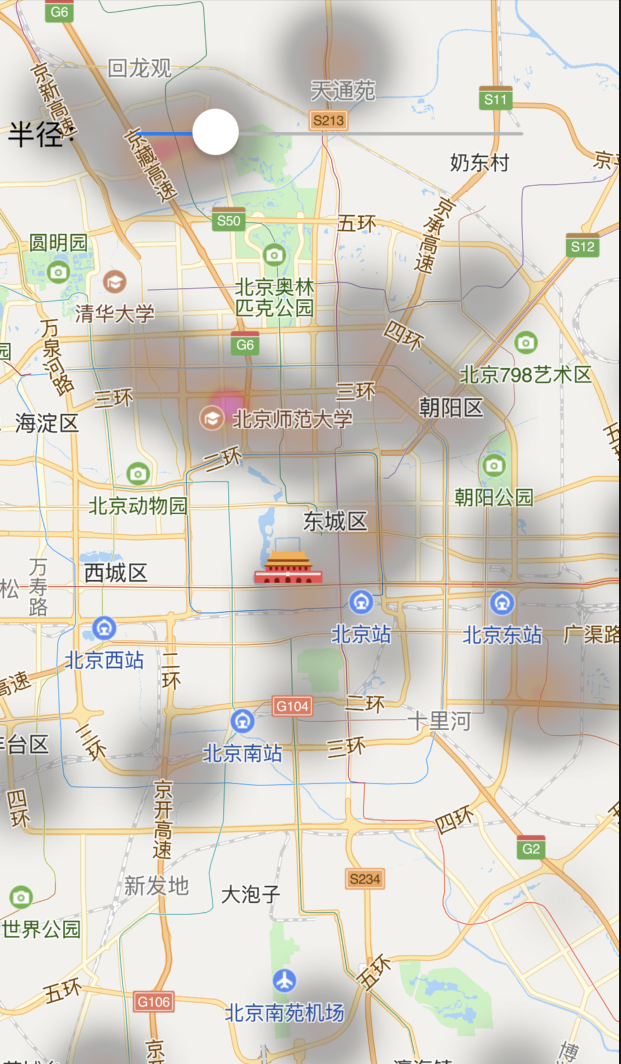 G6
京新高速
回龙观
天通苑
S11
S213
半径:
京藏高速
奶东村
S50
五环
京承高速
S12
圆明园
北京奥林
匹克公园
清华大学
万泉河路
G6
四环
北京798艺术区
三环
三环
朝阳区
海淀区
北京师范大学
二环
北京动物园
朝阳公园
东城区
西城区
万寿路
松
北京站
北京东站
广渠路
北京西站
二环
高速
G104
二环
十里河
北京南站
三环
三环
台区
四环
京开高速
四环
G2
新发地
大泡子
S234
世界公园
五环
五环
G106
北京南苑机场
博